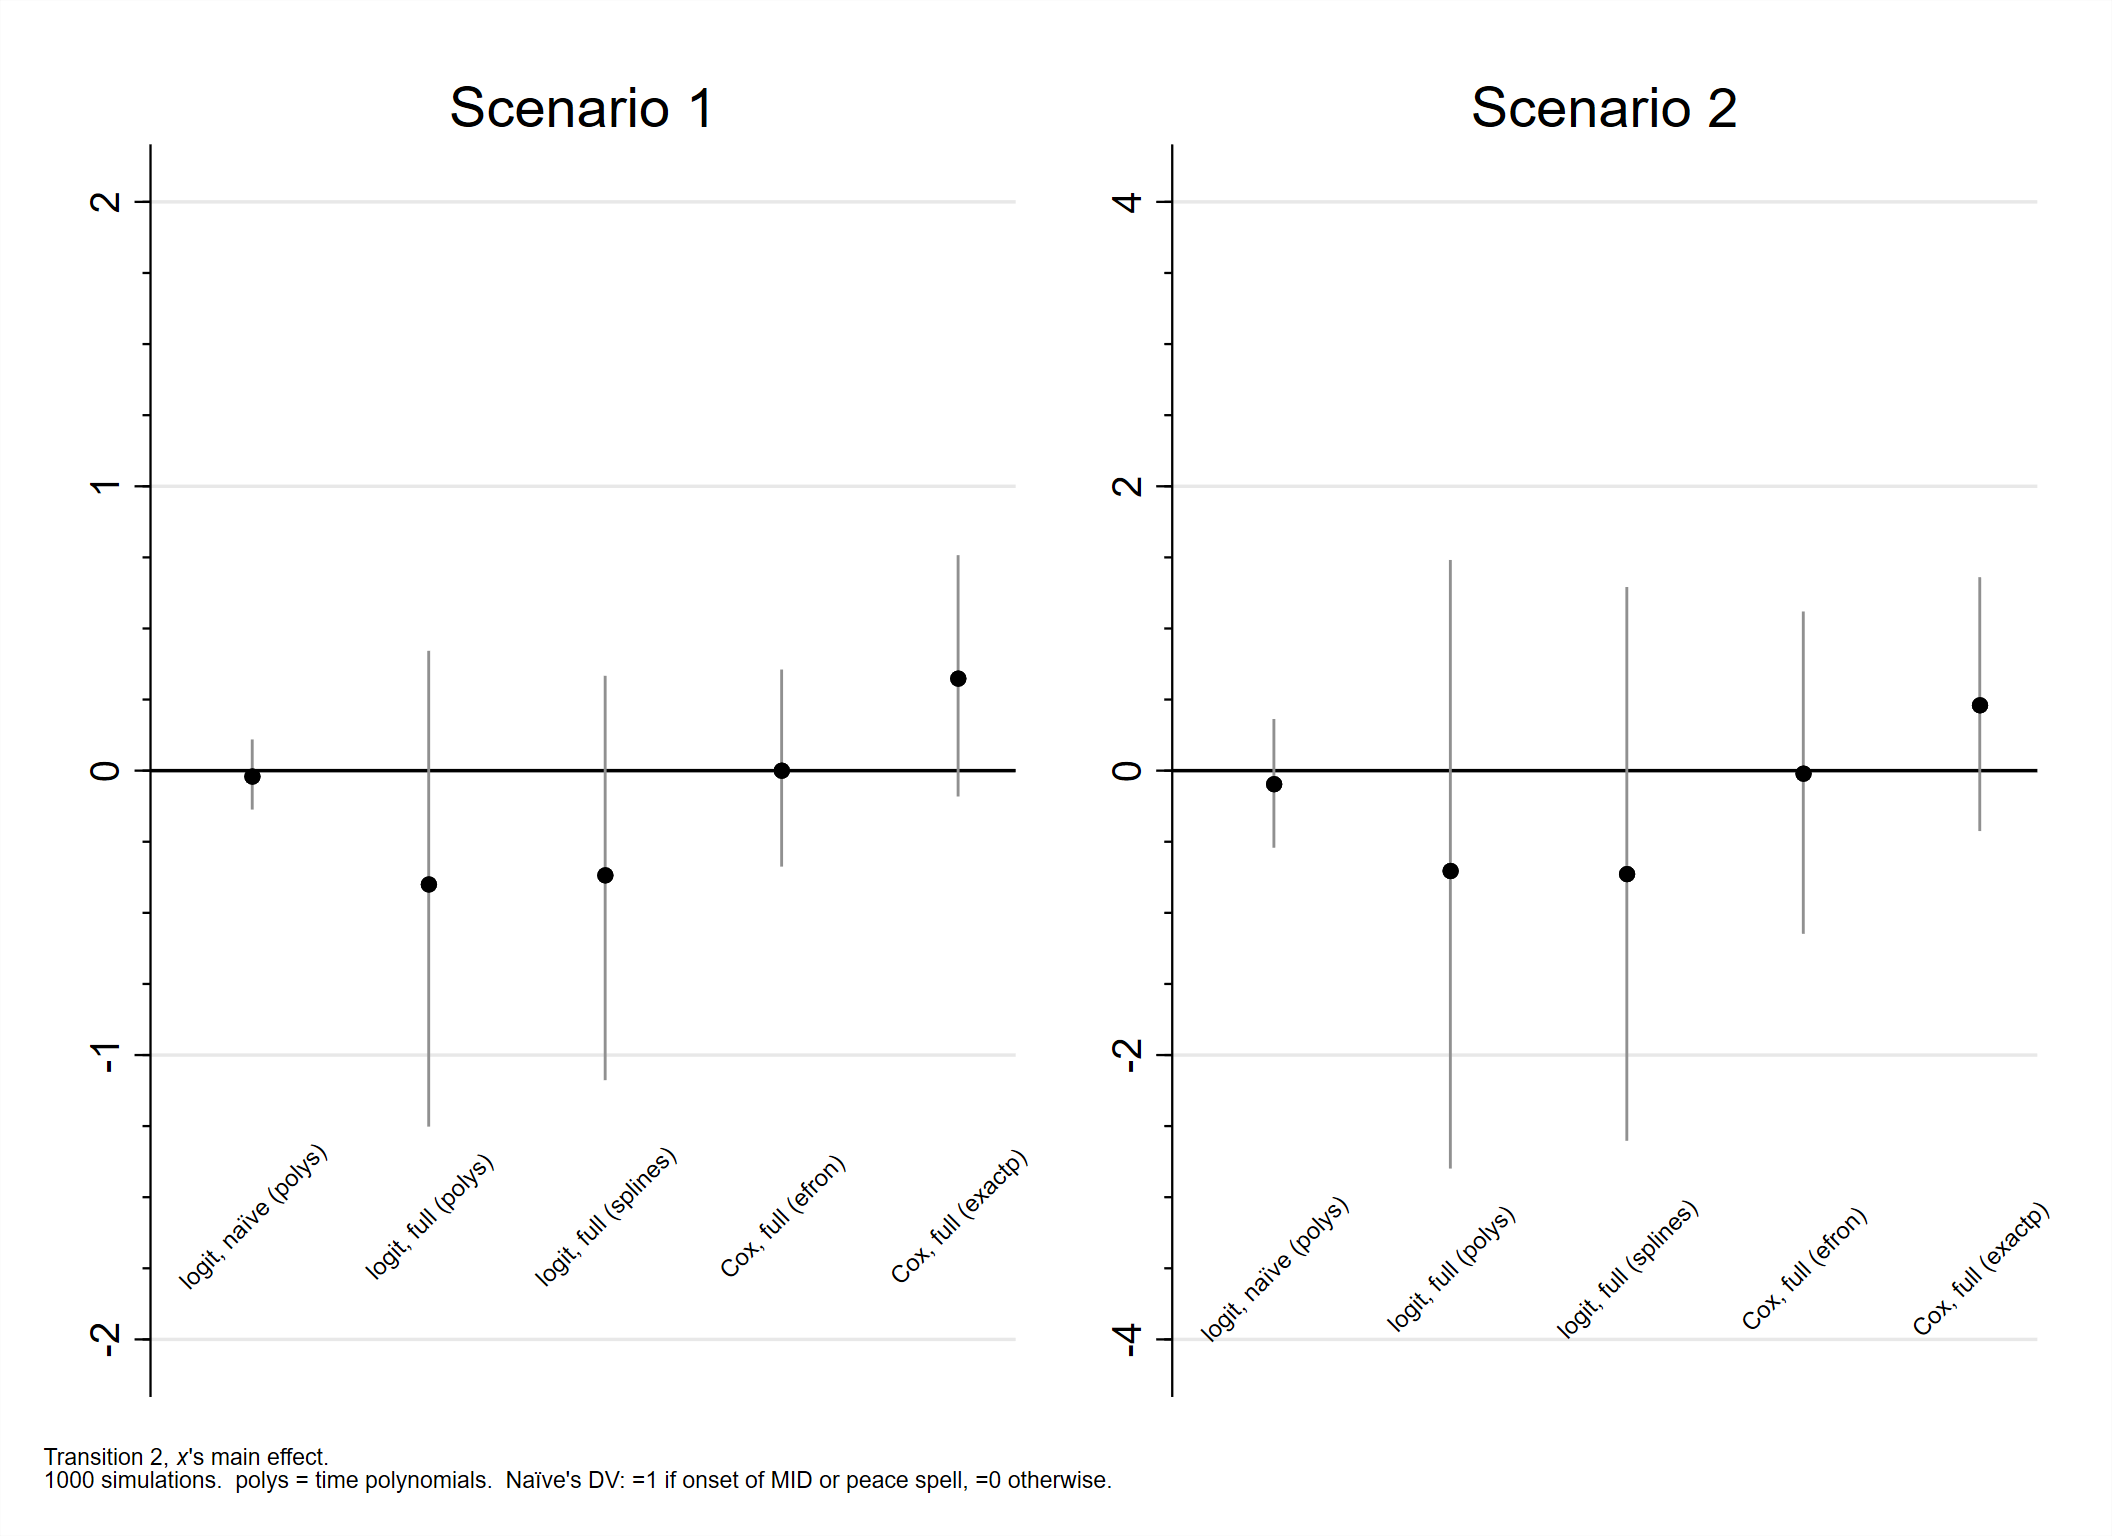 Scenario 1
2
1
0
-1
-2
logit, naïve (polys)
logit, full (polys)
logit, full (splines)
Cox, full (efron)
Cox, full (exactp)
Scenario 2
4
2
0
-2
-4
logit, naïve (polys)
logit, full (polys)
logit, full (splines)
Cox, full (efron)
Cox, full (exactp)
Transition 2, x's main effect.
1000 simulations.  polys = time polynomials.  Naïve's DV: =1 if onset of MID or peace spell, =0 otherwise.